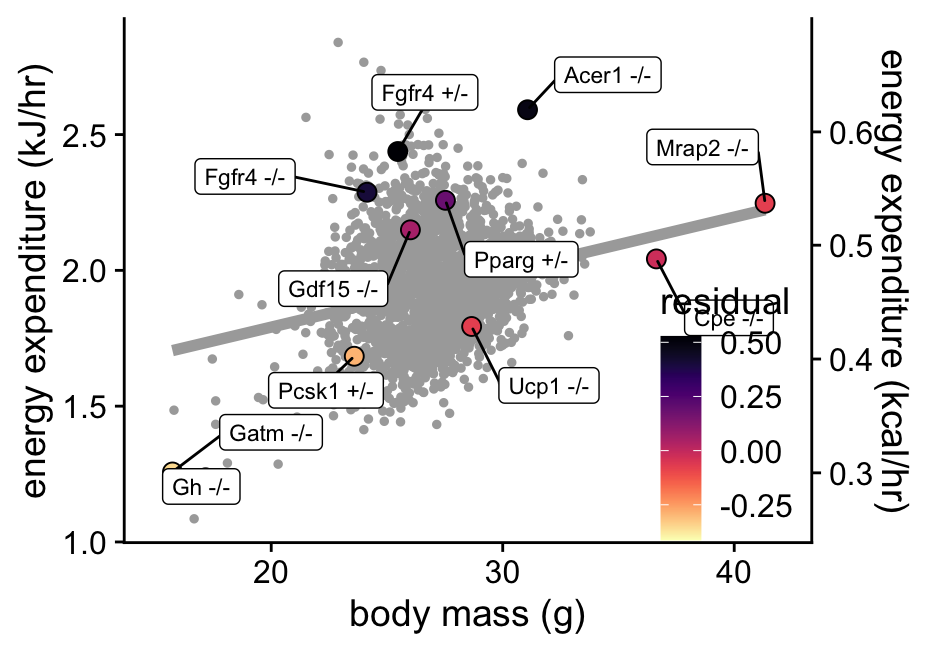 energy expenditure (kJ/hr)
2.5
2.0
1.5
1.0
20
30
40
body mass (g)
energy expenditure (kcal/hr)
0.6
0.5
0.4
0.3
Acer1 -/-
Fgfr4 +/-
Mrap2 -/-
Fgfr4 -/-
Pparg +/-
Gdf15 -/-
Cpe -/-
Ucp1 -/-
Pcsk1 +/-
Gatm -/-
Gh -/-
residual
0.50
0.25
0.00
-0.25